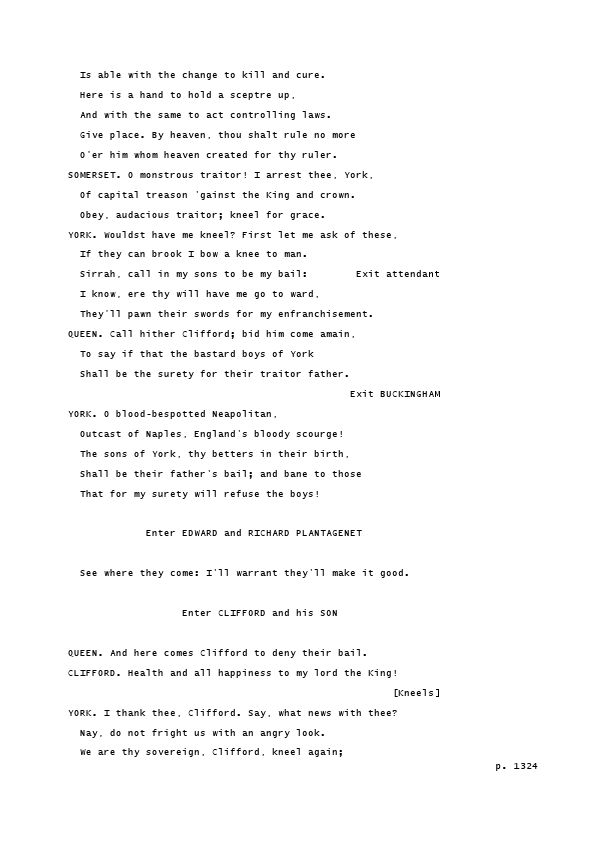 Is able with the change to kill and cure.
Here is a hand to hold a sceptre up,
And with the same to act controlling laws.
Give place. By heaven, thou shalt rule no more
O'er him whom heaven created for thy ruler.
SOMERSET. O monstrous traitor! I arrest thee, York,
Of capital treason 'gainst the King and crown.
Obey, audacious traitor; kneel for grace.
YORK. Wouldst have me kneel? First let me ask of these,
If they can brook I bow a knee to man.
Sirrah, call in my sons to be my bail:        Exit attendant
I know, ere thy will have me go to ward,
They'll pawn their swords for my enfranchisement.
QUEEN. Call hither Clifford; bid him come amain,
To say if that the bastard boys of York
Shall be the surety for their traitor father.
Exit BUCKINGHAM
YORK. O blood-bespotted Neapolitan,
Outcast of Naples, England's bloody scourge!
The sons of York, thy betters in their birth,
Shall be their father's bail; and bane to those
That for my surety will refuse the boys!
Enter EDWARD and RICHARD PLANTAGENET
See where they come: I'll warrant they'll make it good.
Enter CLIFFORD and his SON
QUEEN. And here comes Clifford to deny their bail.
CLIFFORD. Health and all happiness to my lord the King!
[Kneels]
YORK. I thank thee, Clifford. Say, what news with thee?
Nay, do not fright us with an angry look.
We are thy sovereign, Clifford, kneel again;
p. 1324